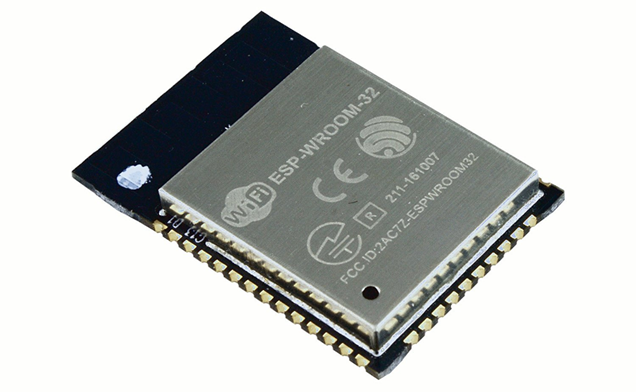 WiFi ESP-WROOM-32
CE
R 211-161007
FCC ID:2AC7Z-ESPWROOM32